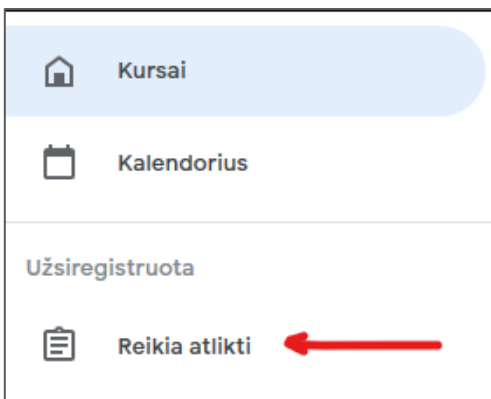 Kursai
Kalendorius
Užsiregistruota
Reikia atlikti